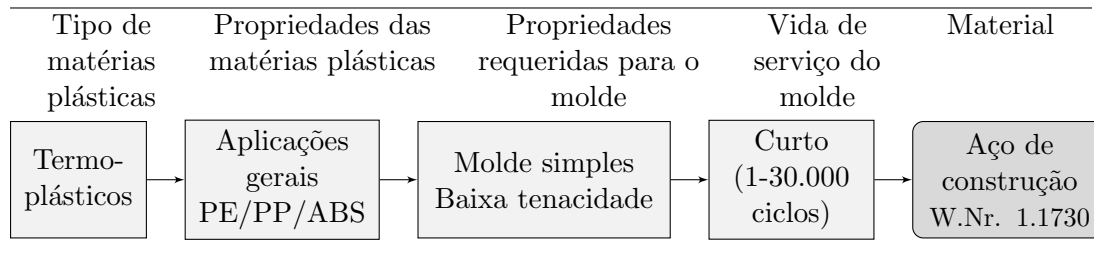 Tipo de
matérias
plásticas
Propriedades das
matérias plásticas
Propriedades
requeridas para o
molde
Vida de
serviço do
molde
Material
Termo-
plásticos
Aplicações
gerais
PE/PP/ABS
Molde simples
Baixa tenacidade
Curto
(1-30.000
ciclos)
Aço de
construção
W.Nr. 1.1730